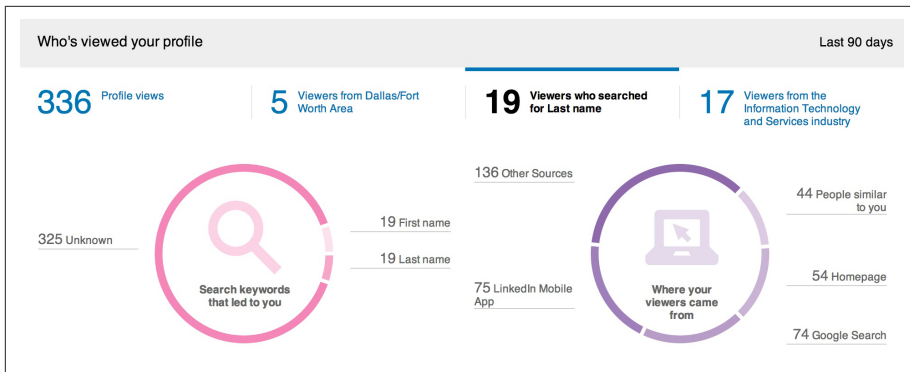 Who's viewed your profile
Last 90 days
336 Profile views
5 Viewers from Dallas/Fort
Worth Area
19 Viewers who searched
for Last name
17 Viewers from the
Information Technology
and Services industry
325 Unknown
19 First name
19 Last name
Search keywords
that led to you
136 Other Sources
44 People similar
to you
75 LinkedIn Mobile
App
54 Homepage
Where your
viewers came
from
74 Google Search